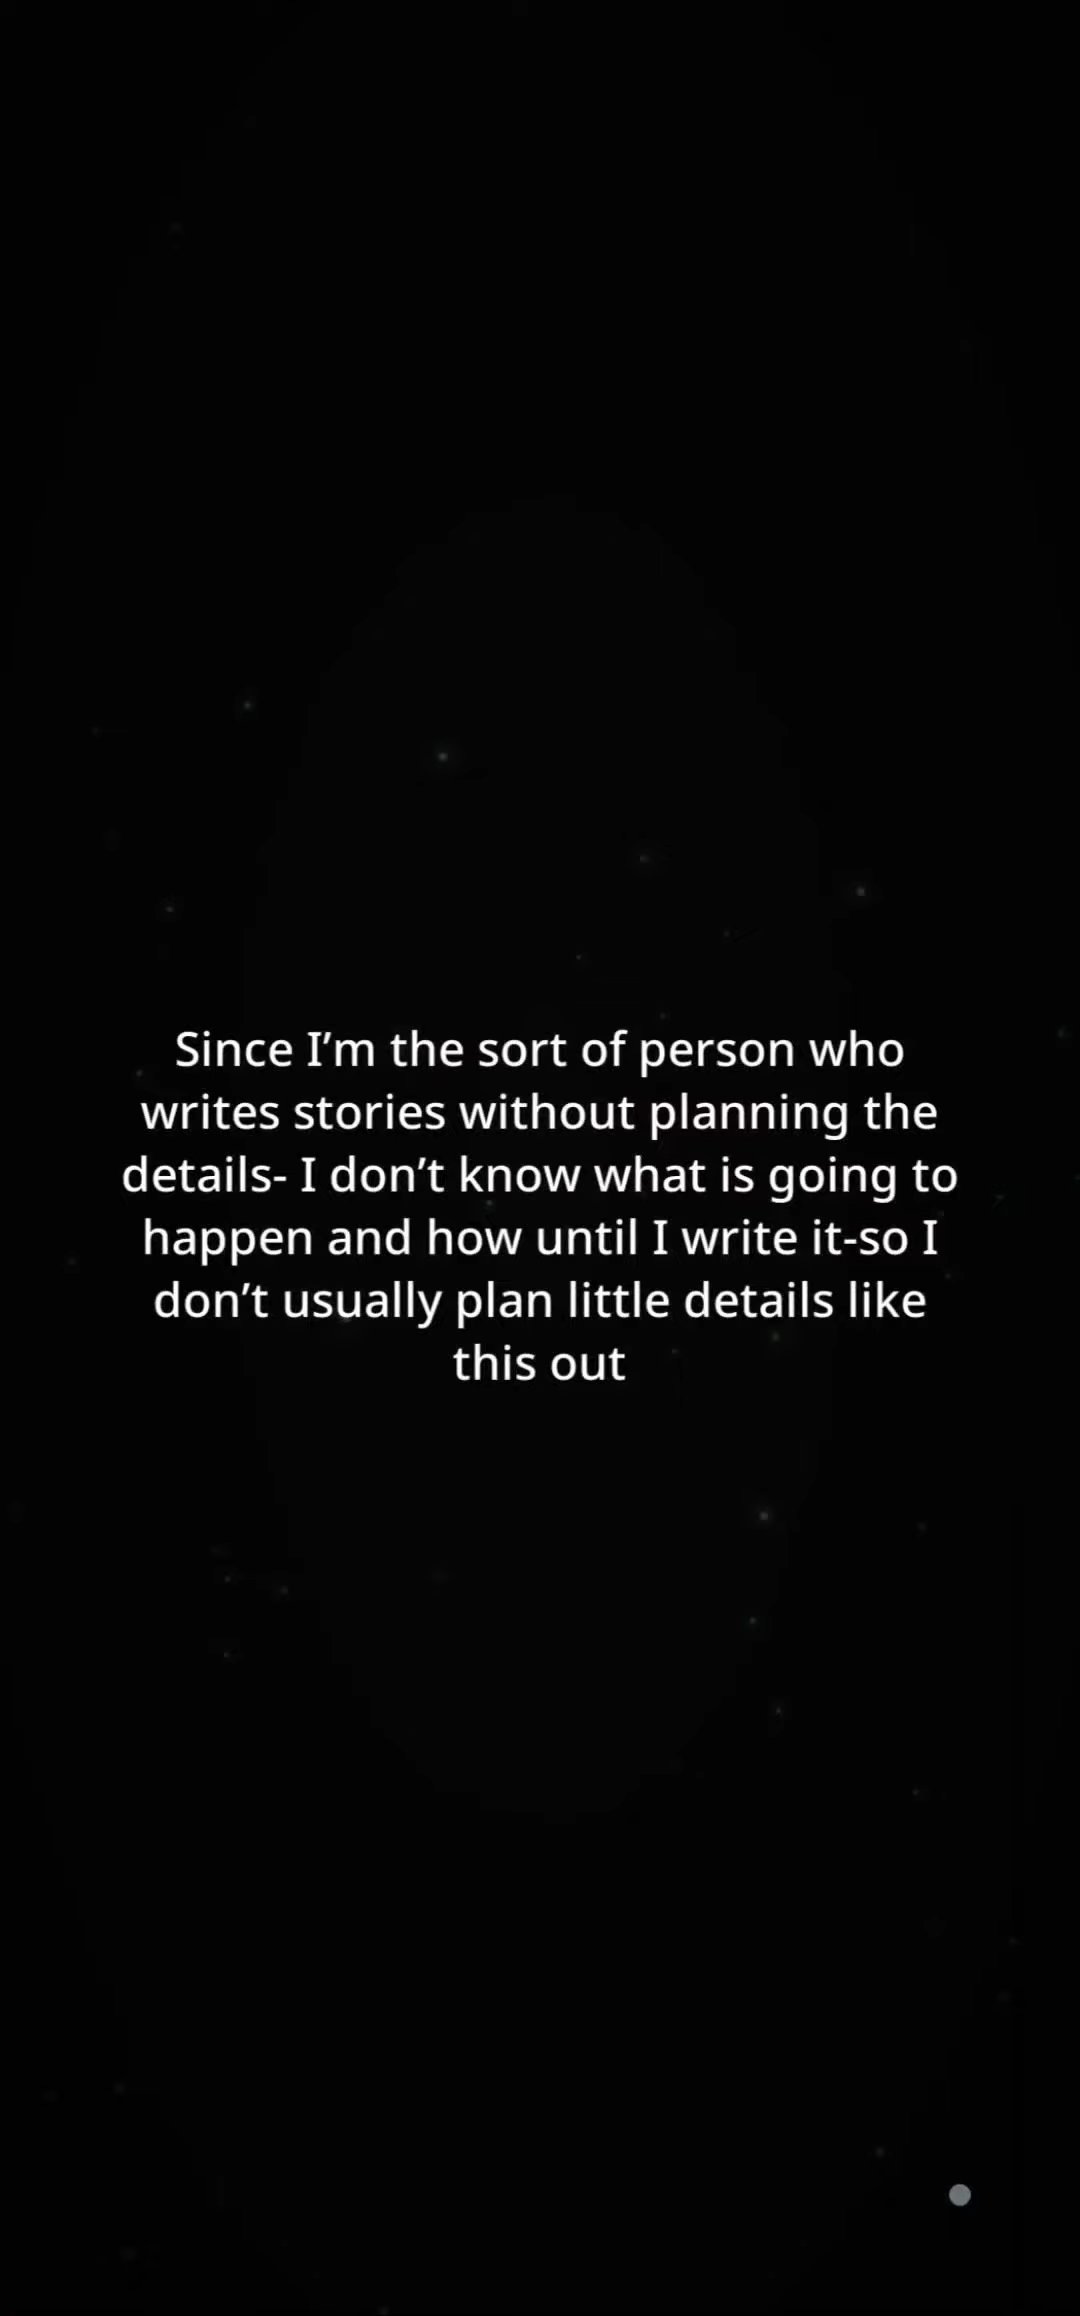 Since I’m the sort of person who
writes stories without planning the
details- I don’t know what is going to
happen and how until I write it-so I
don’t usually plan little details like
this out